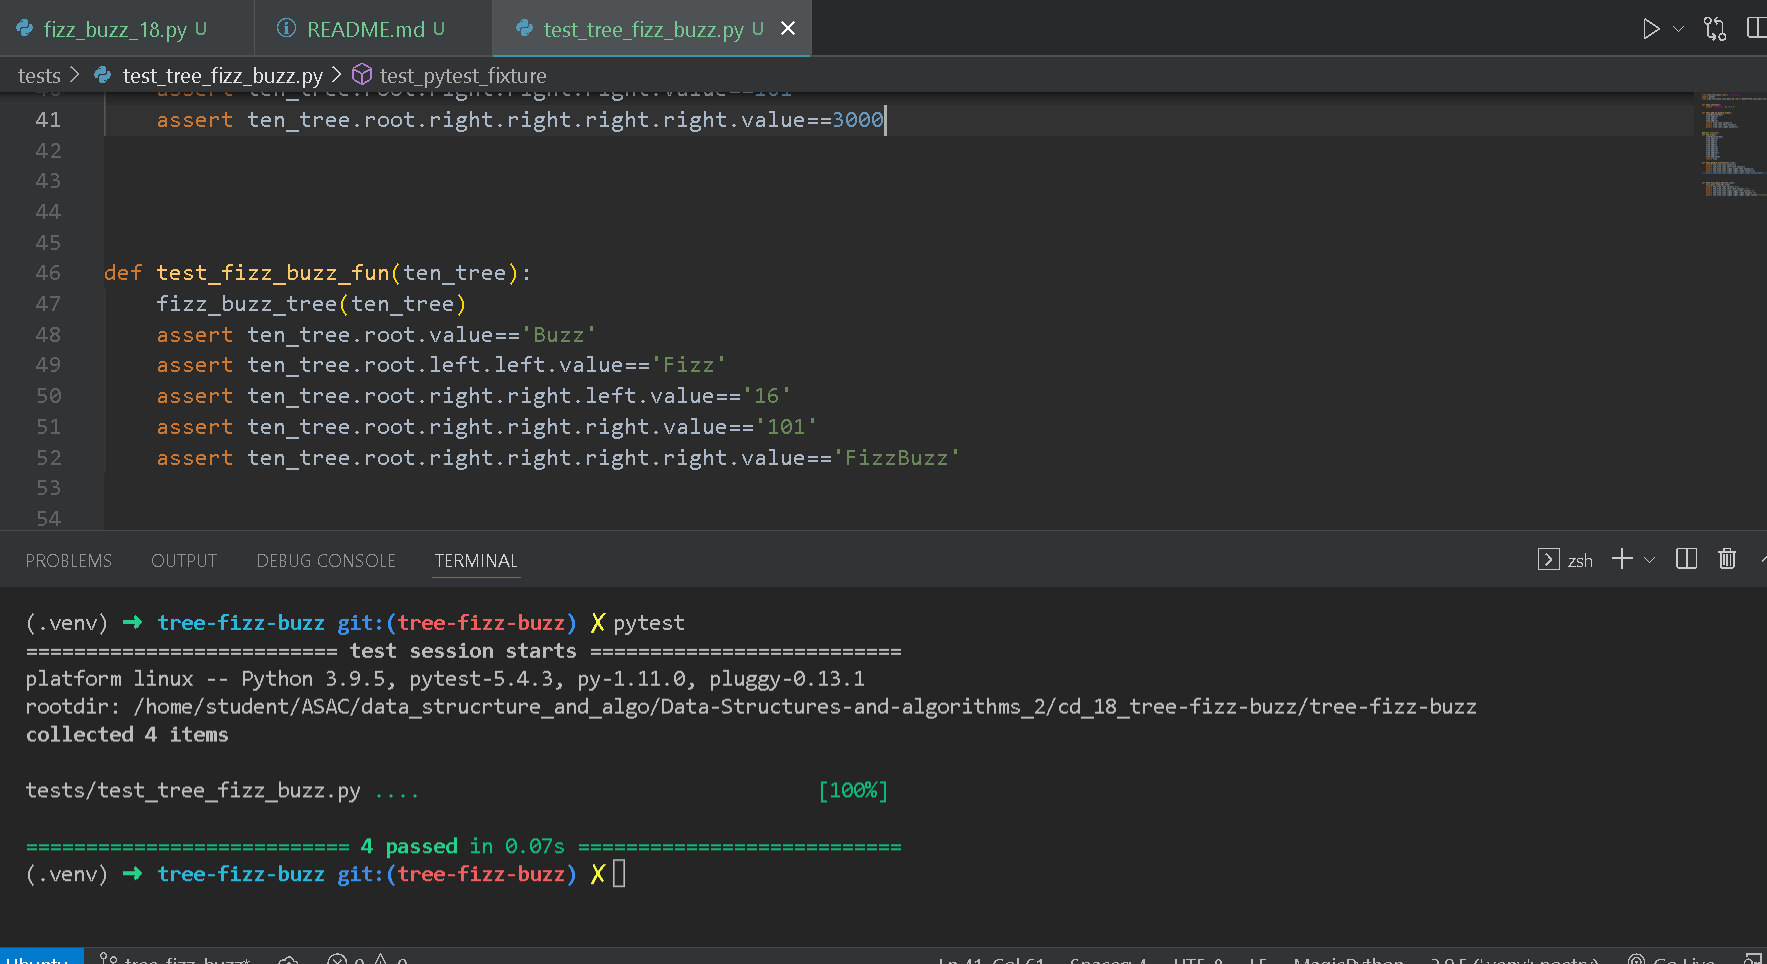 fizz_buzz_18.py U README.md U test_tree_fizz_buzz.py U
tests > test_tree_fizz_buzz.py > test_pytest_fixture
40 assert ten_tree.root.right.right.right.value==101
41 assert ten_tree.root.right.right.right.right.value==3000
42
43
44
45
46 def test_fizz_buzz_fun(ten_tree):
47 fizz_buzz_tree(ten_tree)
48 assert ten_tree.root.value=='Buzz'
49 assert ten_tree.root.left.left.value=='Fizz'
50 assert ten_tree.root.right.right.left.value=='16'
51 assert ten_tree.root.right.right.right.value=='101'
52 assert ten_tree.root.right.right.right.right.value=='FizzBuzz'
53
54
PROBLEMS OUTPUT DEBUG CONSOLE TERMINAL zsh
(.venv) ➜ tree-fizz-buzz git:(tree-fizz-buzz) ✗ pytest
========================== test session starts ==========================
platform linux -- Python 3.9.5, pytest-5.4.3, py-1.11.0, pluggy-0.13.1
rootdir: /home/student/ASAC/data_strucrture_and_algo/Data-Structures-and-algorithms_2/cd_18_tree-fizz-buzz/tree-fizz-buzz
collected 4 items
tests/test_tree_fizz_buzz.py .... [100%]
=========================== 4 passed in 0.07s ===========================
(.venv) ➜ tree-fizz-buzz git:(tree-fizz-buzz) ✗
Ubuntu tree-fizz-buzz* 0 0 Ln 41, Col 61 Spaces: 4 UTF-8 LF MagicPython 3.9.5 ('.venv': poetry) Go Live